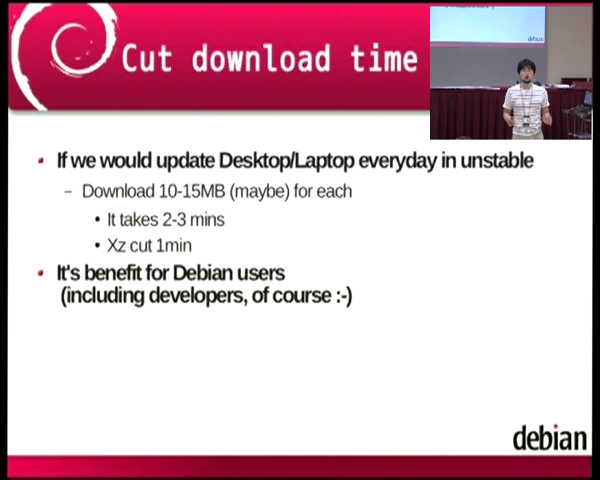 Cut download time
If we would update Desktop/Laptop everyday in unstable
– Download 10-15MB (maybe) for each
• It takes 2-3 mins
• Xz cut 1min
It's benefit for Debian users
(including developers, of course :-)
debian